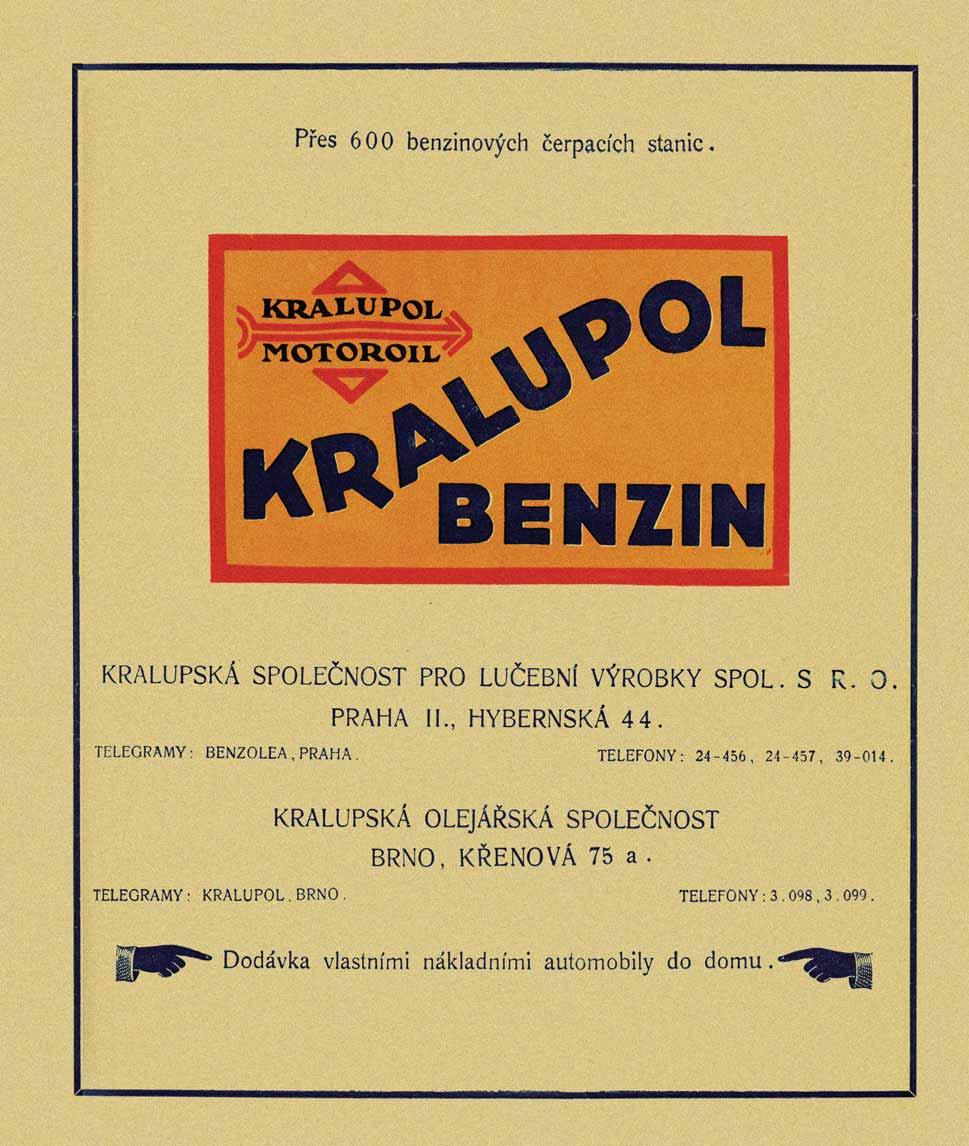 Přes 600 benzinových čerpacích stanic.
KRALUPOL
MOTOROIL
KRALUPOL
BENZIN
KRALUPSKÁ SPOLEČNOST PRO LUČEBNÍ VÝROBKY SPOL. S R. O.
PRAHA II., HYBERNSKÁ 44.
TELEGRAMY: BENZOLEA, PRAHA. TELEFONY: 24-456, 24-457, 39-014.
KRALUPSKÁ OLEJÁŘSKÁ SPOLEČNOST
BRNO, KŘENOVÁ 75 a.
TELEGRAMY: KRALUPOL. BRNO. TELEFONY: 3.098, 3.099.
Dodávka vlastními nákladními automobily do domu.